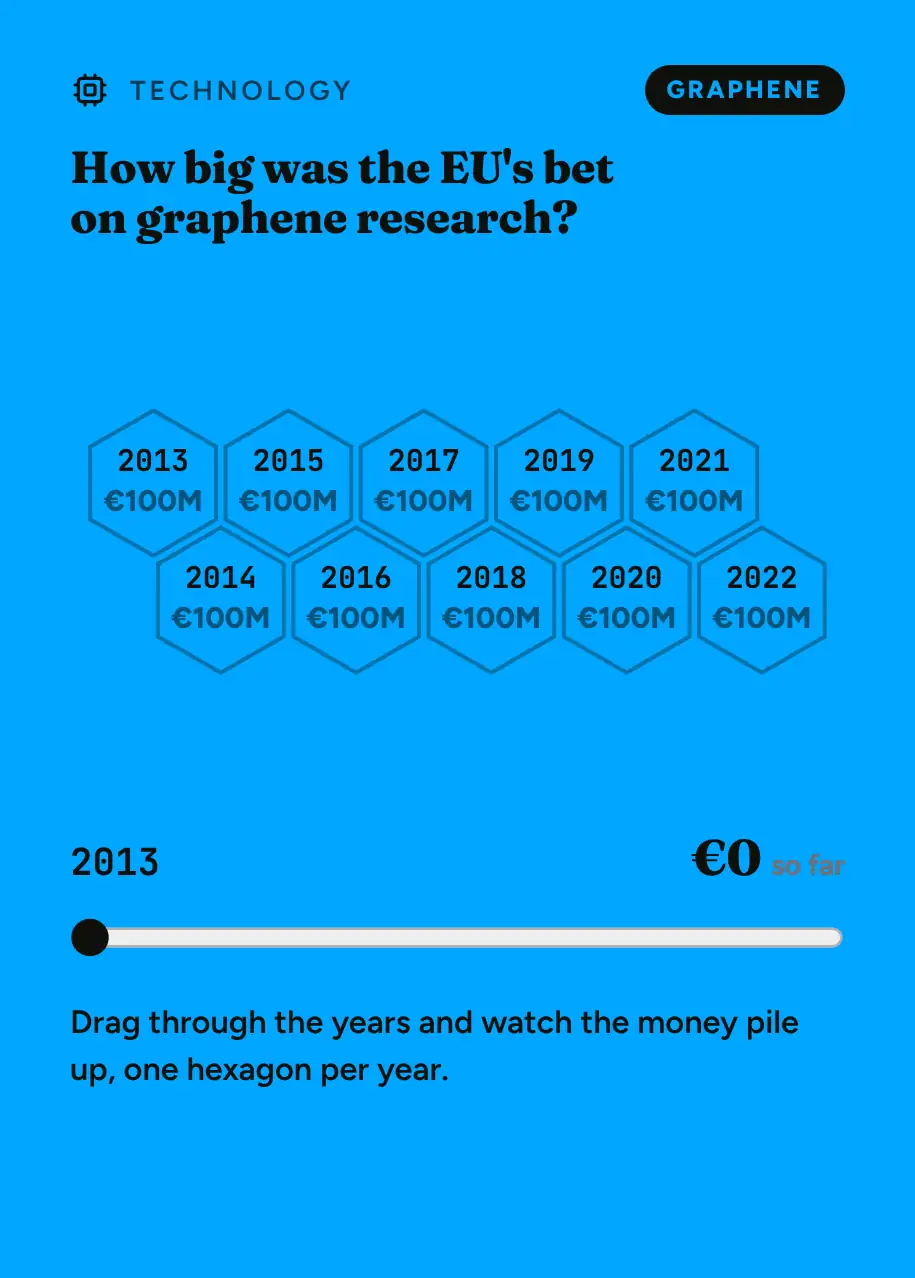 TECHNOLOGY
GRAPHENE
How big was the EU's bet
on graphene research?
2013
€100M
2015
€100M
2017
€100M
2019
€100M
2021
€100M
2014
€100M
2016
€100M
2018
€100M
2020
€100M
2022
€100M
2013
€0 so far
Drag through the years and watch the money pile
up, one hexagon per year.